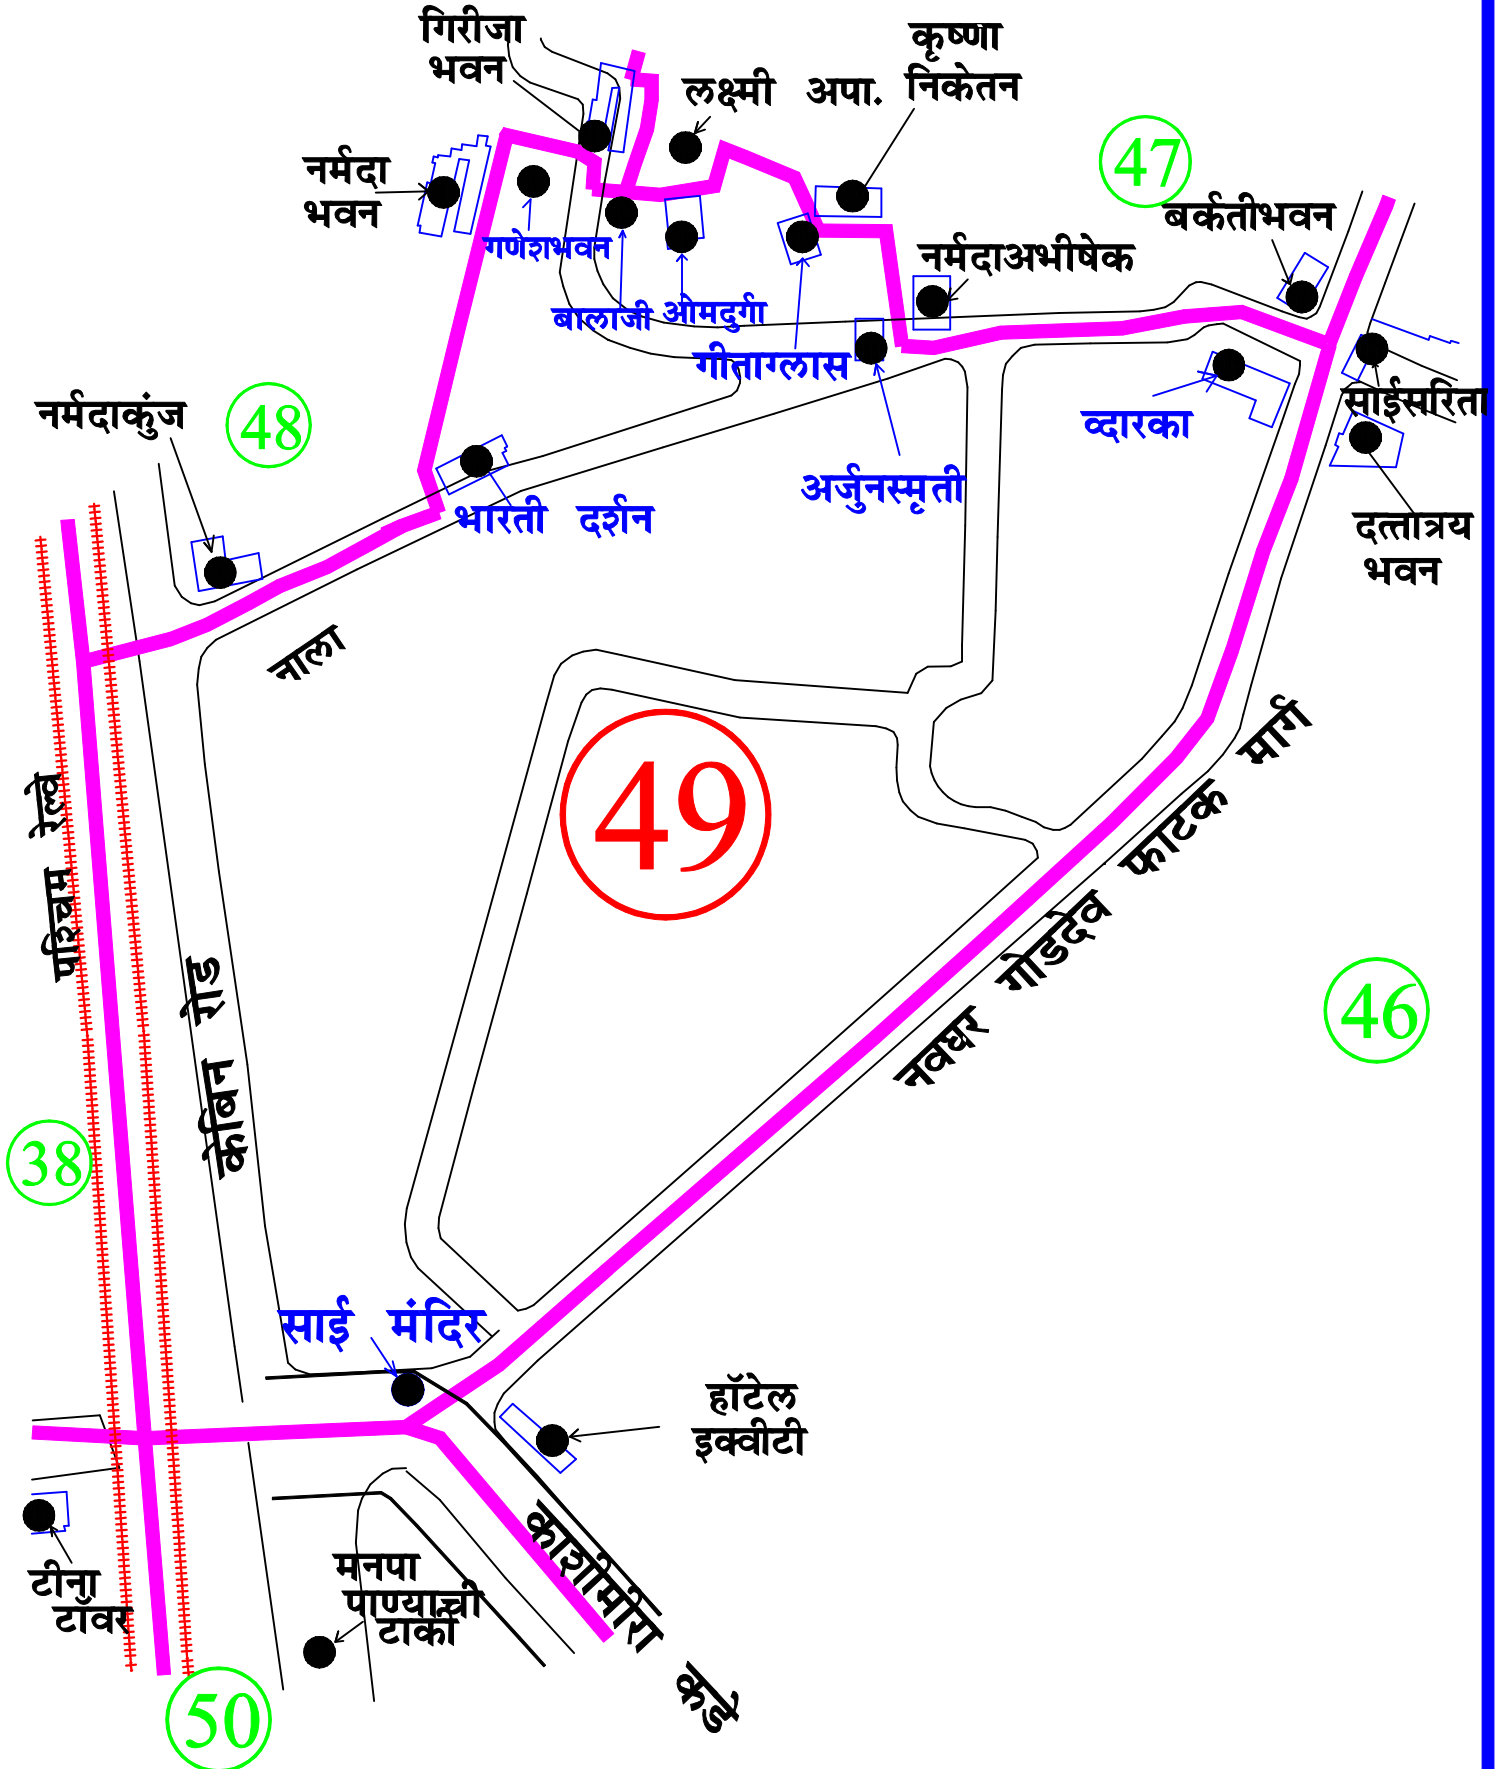 गिरीजा
भवन
कृष्णा
निकेतन
लक्ष्मी अपा.
47
नर्मदा
भवन
बर्कतीभवन
गणेशभवन
नर्मदाअभीषेक
बालाजी
ओमदुर्गा
गीताग्लास
साईसरिता
नर्मदाकुंज
48
व्दारका
अर्जुनस्मृती
भारती दर्शन
दत्तात्रय
भवन
नाला
49
पश्चिम रेल्वे
नवघर गोडदेव फाटक मार्ग
केबिन रोड
46
38
साई मंदिर
हॉटेल
इक्वीटी
टीना
टॉवर
मनपा
पाण्याची
टाकी
काशीमीरा कडे
50